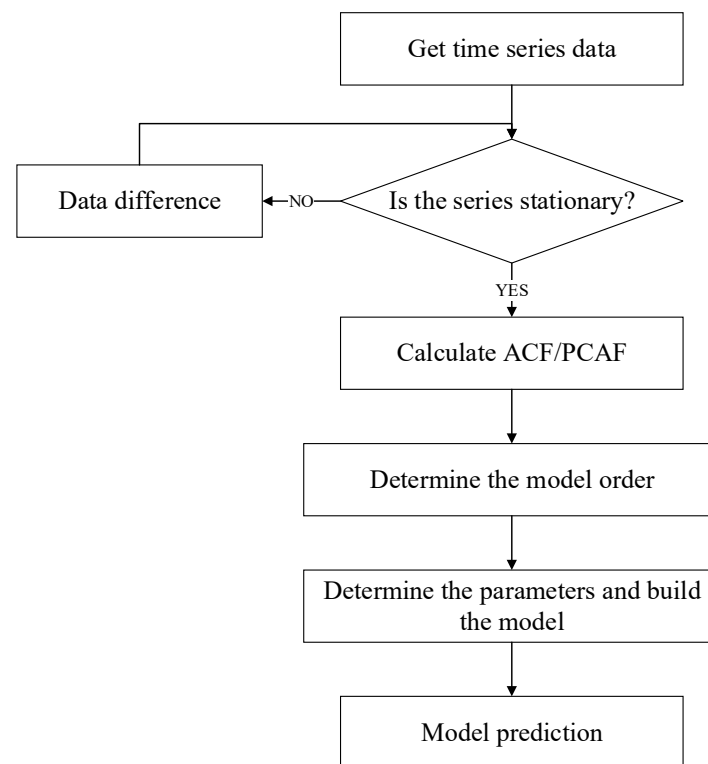 Get time series data
Is the series stationary?
NO
Data difference
YES
Calculate ACF/PCAF
Determine the model order
Determine the parameters and build
the model
Model prediction